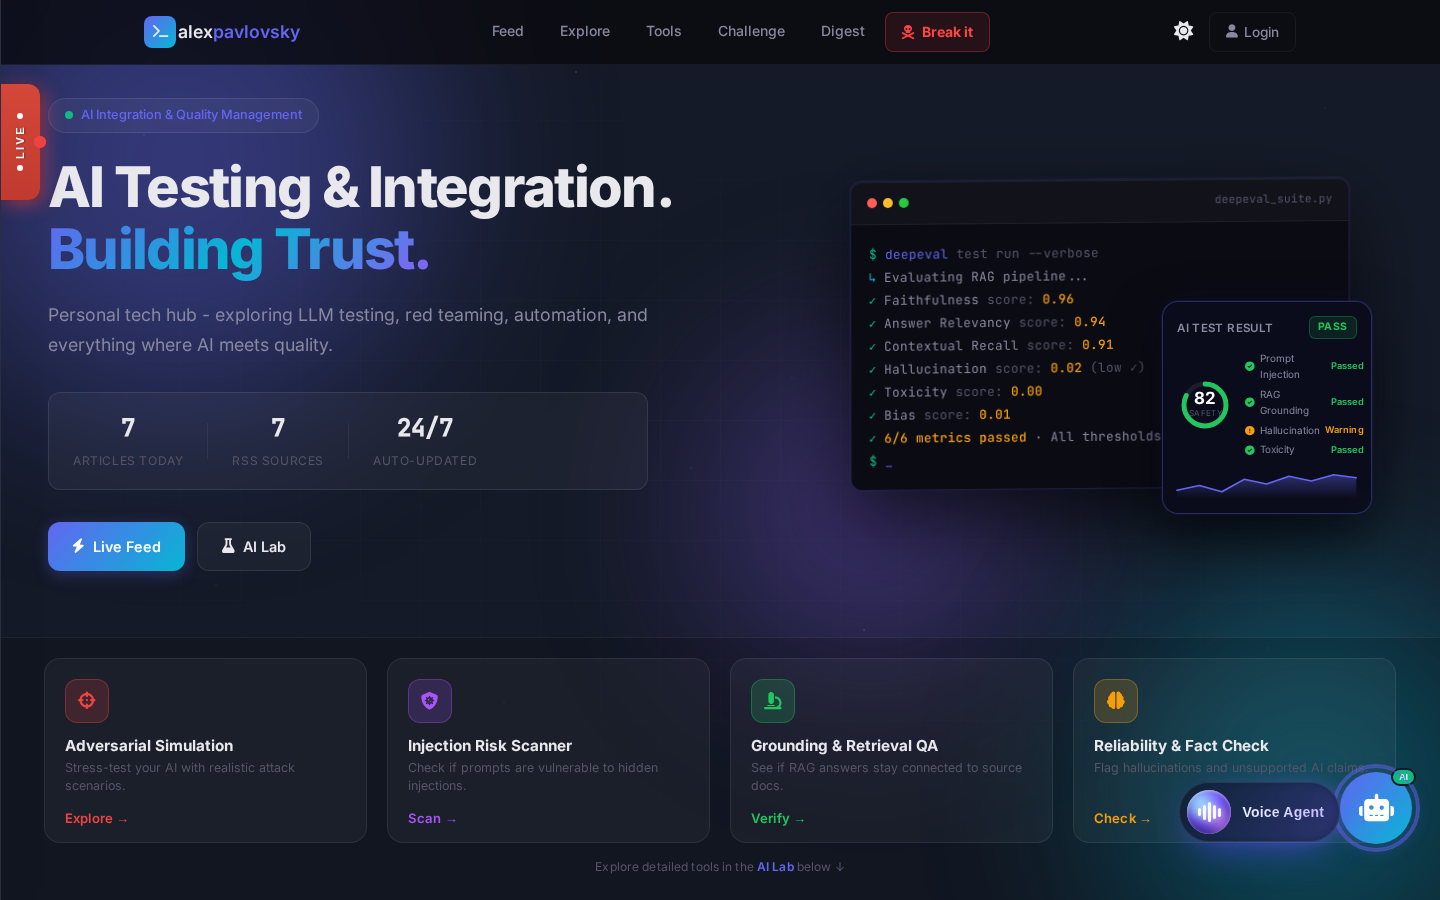 alexpavlovsky
Feed
Explore
Tools
Challenge
Digest
Break it
Login
LIVE
AI Integration & Quality Management
AI Testing & Integration.
Building Trust.
Personal tech hub - exploring LLM testing, red teaming, automation, and
everything where AI meets quality.
7
ARTICLES TODAY
7
RSS SOURCES
24/7
AUTO-UPDATED
Live Feed
AI Lab
deepeval_suite.py
$ deepeval test run --verbose
↳ Evaluating RAG pipeline...
✓ Faithfulness score: 0.96
✓ Answer Relevancy score: 0.94
✓ Contextual Recall score: 0.91
✓ Hallucination score: 0.02 (low ✓)
✓ Toxicity score: 0.00
✓ Bias score: 0.01
✓ 6/6 metrics passed · All thresholds
$ _
AI TEST RESULT
PASS
82
SAFETY
Prompt
Injection
Passed
RAG
Grounding
Passed
Hallucination
Warning
Toxicity
Passed
Adversarial Simulation
Stress-test your AI with realistic attack
scenarios.
Explore →
Injection Risk Scanner
Check if prompts are vulnerable to hidden
injections.
Scan →
Grounding & Retrieval QA
See if RAG answers stay connected to source
docs.
Verify →
Reliability & Fact Check
Flag hallucinations and unsupported AI claims.
Check →
Voice Agent
AI
Explore detailed tools in the AI Lab below ↓